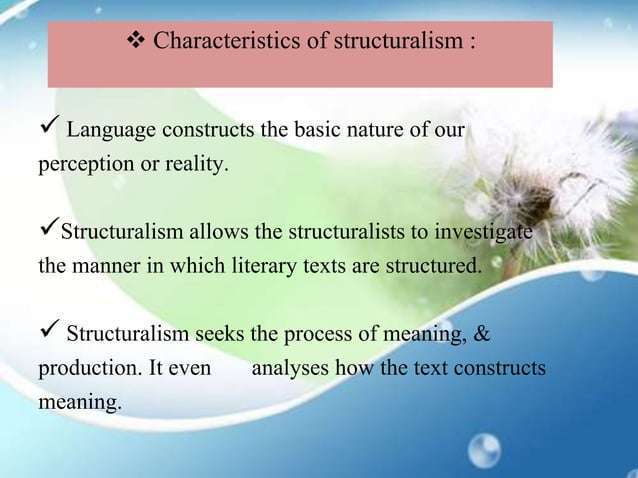 ❖ Characteristics of structuralism :
✓ Language constructs the basic nature of our
perception or reality.
✓Structuralism allows the structuralists to investigate
the manner in which literary texts are structured.
✓ Structuralism seeks the process of meaning, &
production. It even analyses how the text constructs
meaning.